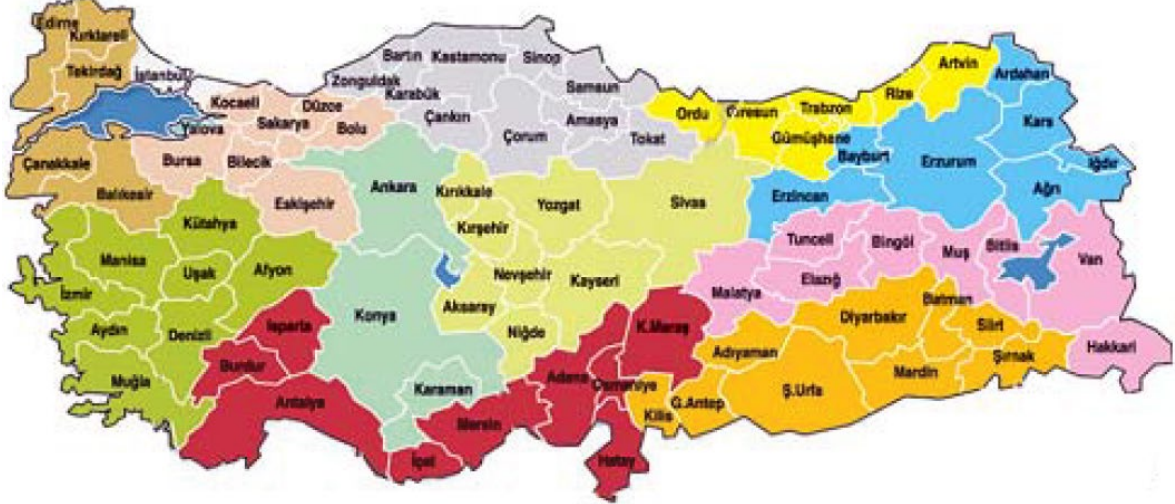 Edirne
Kırklareli
Tekirdağ
İstanbul
Kocaeli
Yalova
Sakarya
Düzce
Bolu
Bilecik
Bursa
Eskişehir
Çanakkale
Balıkesir
Bartın
Kastamonu
Sinop
Zonguldak
Karabük
Samsun
Çankırı
Çorum
Amasya
Tokat
Ordu
Giresun
Trabzon
Rize
Artvin
Gümüşhane
Ardahan
Kars
Bayburt
Erzurum
Iğdır
Ağrı
Erzincan
Ankara
Kırıkkale
Yozgat
Sivas
Kırşehir
Nevşehir
Kayseri
Aksaray
Niğde
Konya
Karaman
Kütahya
Manisa
Uşak
Afyon
İzmir
Aydın
Denizli
Muğla
Isparta
Burdur
Antalya
Mersin
İçel
Adana
Osmaniye
K.Maraş
Hatay
Tunceli
Bingöl
Muş
Bitlis
Van
Malatya
Elazığ
Hakkari
Adıyaman
Diyarbakır
Batman
Siirt
Şırnak
Mardin
Ş.Urfa
G.Antep
Kilis